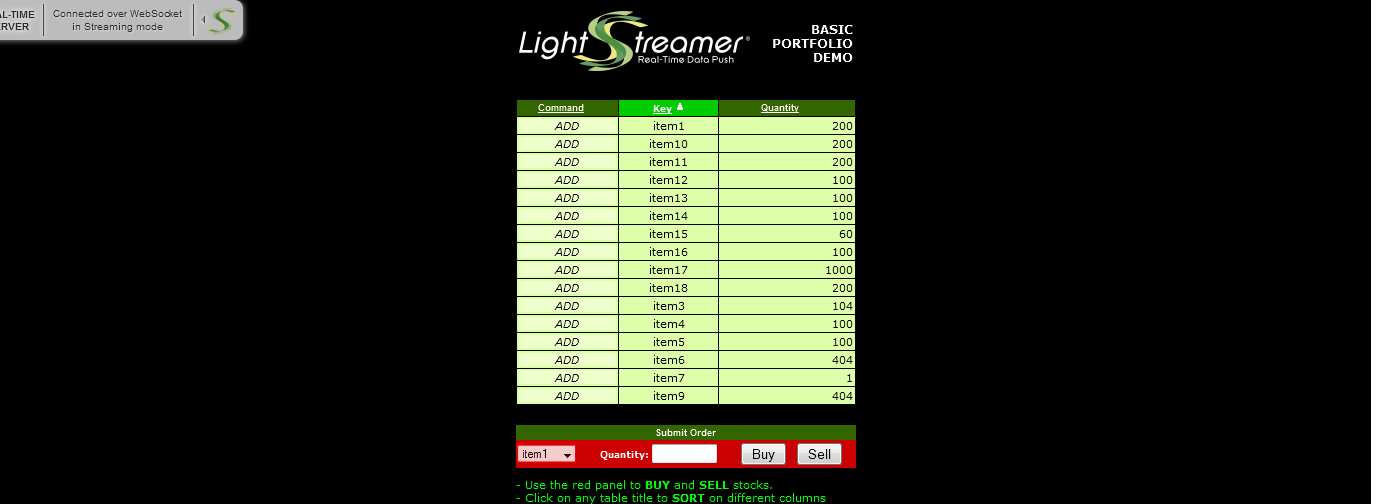 AL-TIME
RVER
Connected over WebSocket
in Streaming mode
LightStreamer®
Real-Time Data Push
BASIC
PORTFOLIO
DEMO
Command Key Quantity
ADD item1 200
ADD item10 200
ADD item11 200
ADD item12 100
ADD item13 100
ADD item14 100
ADD item15 60
ADD item16 100
ADD item17 1000
ADD item18 200
ADD item3 104
ADD item4 100
ADD item5 100
ADD item6 404
ADD item7 1
ADD item9 404
Submit Order
item1 Quantity: Buy Sell
- Use the red panel to BUY and SELL stocks.
- Click on any table title to SORT on different columns